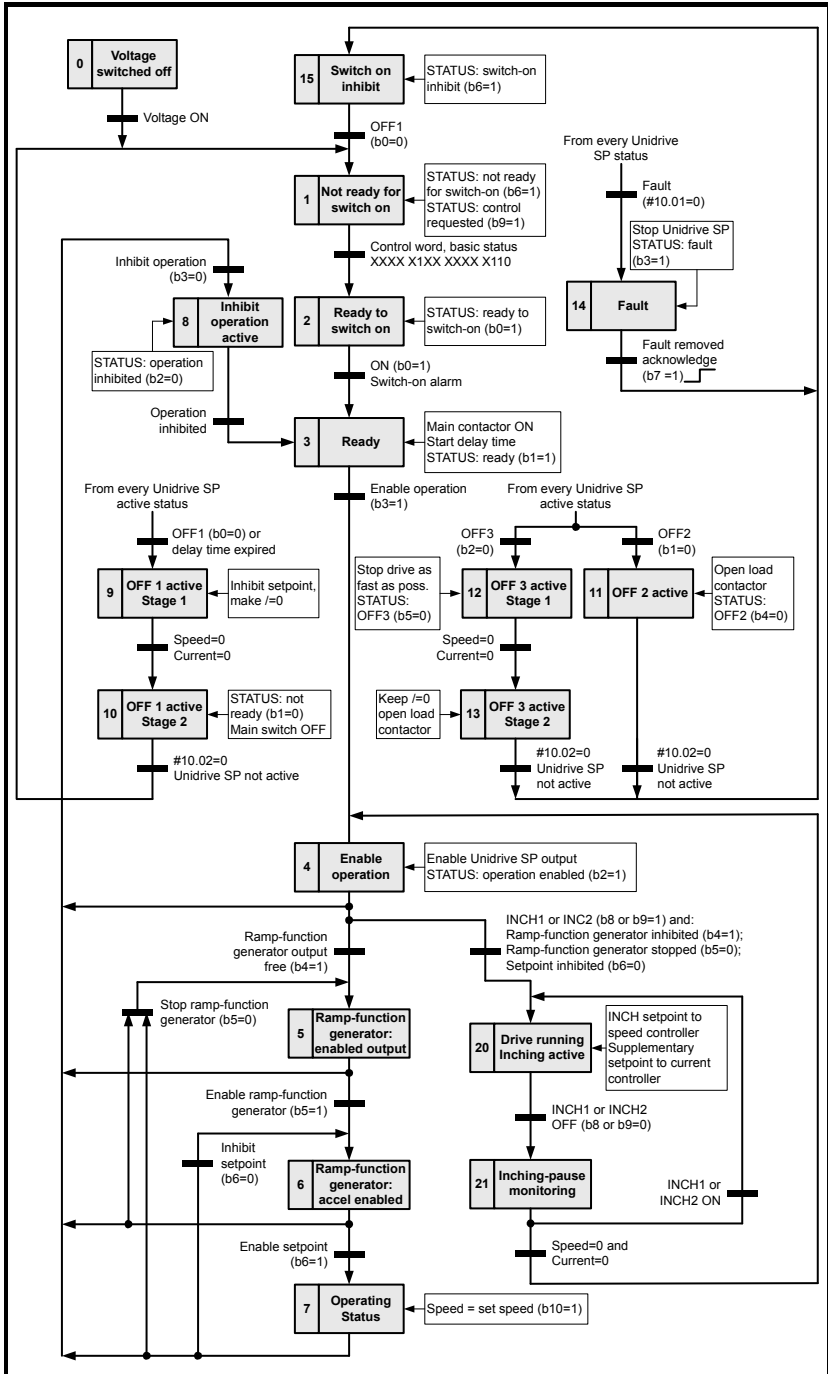 0
Voltage
switched off
Voltage ON
15
Switch on
inhibit
STATUS: switch-on
inhibit (b6=1)
OFF1
(b0=0)
1
Not ready for
switch on
STATUS: not ready
for switch-on (b6=1)
STATUS: control
requested (b9=1)
From every Unidrive
SP status
Fault
(#10.01=0)
Stop Unidrive SP
STATUS: fault
(b3=1)
14
Fault
Fault removed
acknowledge
(b7 =1)
Control word, basic status
XXXX X1XX XXXX X110
Inhibit operation
(b3=0)
8
Inhibit
operation
active
STATUS: operation
inhibited (b2=0)
Operation
inhibited
2
Ready to
switch on
STATUS: ready to
switch-on (b0=1)
ON (b0=1)
Switch-on alarm
3
Ready
Main contactor ON
Start delay time
STATUS: ready (b1=1)
Enable operation
(b3=1)
From every Unidrive SP
active status
OFF1 (b0=0) or
delay time expired
9
OFF 1 active
Stage 1
Inhibit setpoint,
make /=0
Speed=0
Current=0
10
OFF 1 active
Stage 2
STATUS: not
ready (b1=0)
Main switch OFF
#10.02=0
Unidrive SP not active
From every Unidrive SP
active status
OFF3
(b2=0)
OFF2
(b1=0)
Stop drive as
fast as poss.
STATUS:
OFF3 (b5=0)
12
OFF 3 active
Stage 1
11
OFF 2 active
Open load
contactor
STATUS:
OFF2 (b4=0)
Speed=0
Current=0
Keep /=0
open load
contactor
13
OFF 3 active
Stage 2
#10.02=0
Unidrive SP
not active
#10.02=0
Unidrive SP
not active
4
Enable
operation
Enable Unidrive SP output
STATUS: operation enabled (b2=1)
Ramp-function
generator output
free (b4=1)
INCH1 or INC2 (b8 or b9=1) and:
Ramp-function generator inhibited (b4=1);
Ramp-function generator stopped (b5=0);
Setpoint inhibited (b6=0)
Stop ramp-function
generator (b5=0)
5
Ramp-function
generator:
enabled output
20
Drive running
Inching active
INCH setpoint to
speed controller
Supplementary
setpoint to current
controller
Enable ramp-function
generator (b5=1)
INCH1 or INCH2
OFF (b8 or b9=0)
Inhibit
setpoint
(b6=0)
6
Ramp-function
generator:
accel enabled
21
Inching-pause
monitoring
INCH1 or
INCH2 ON
Enable setpoint
(b6=1)
Speed=0 and
Current=0
7
Operating
Status
Speed = set speed (b10=1)